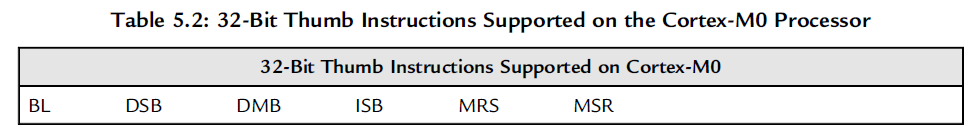 Table 5.2: 32-Bit Thumb Instructions Supported on the Cortex-M0 Processor
32-Bit Thumb Instructions Supported on Cortex-M0
BL DSB DMB ISB MRS MSR